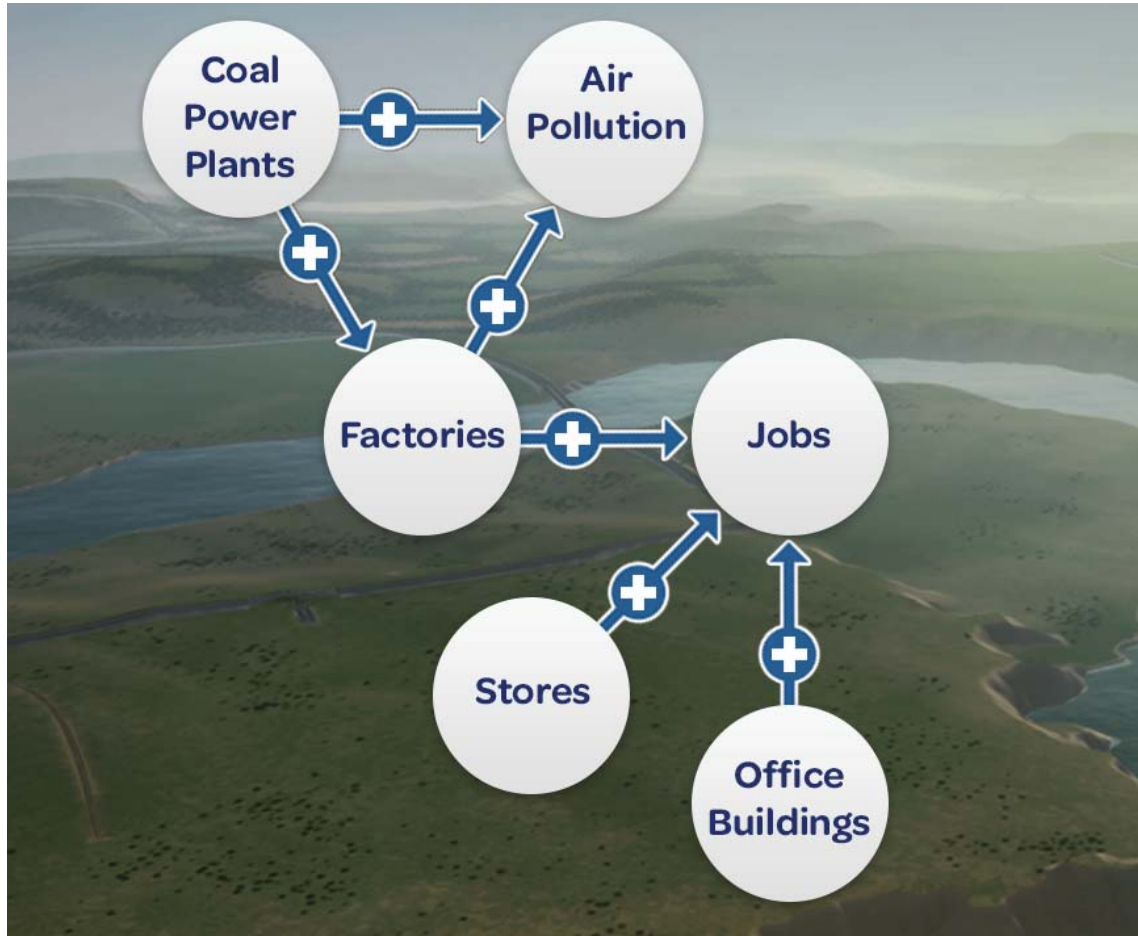 Coal
Power
Plants
Air
Pollution
Factories
Jobs
Stores
Office
Buildings